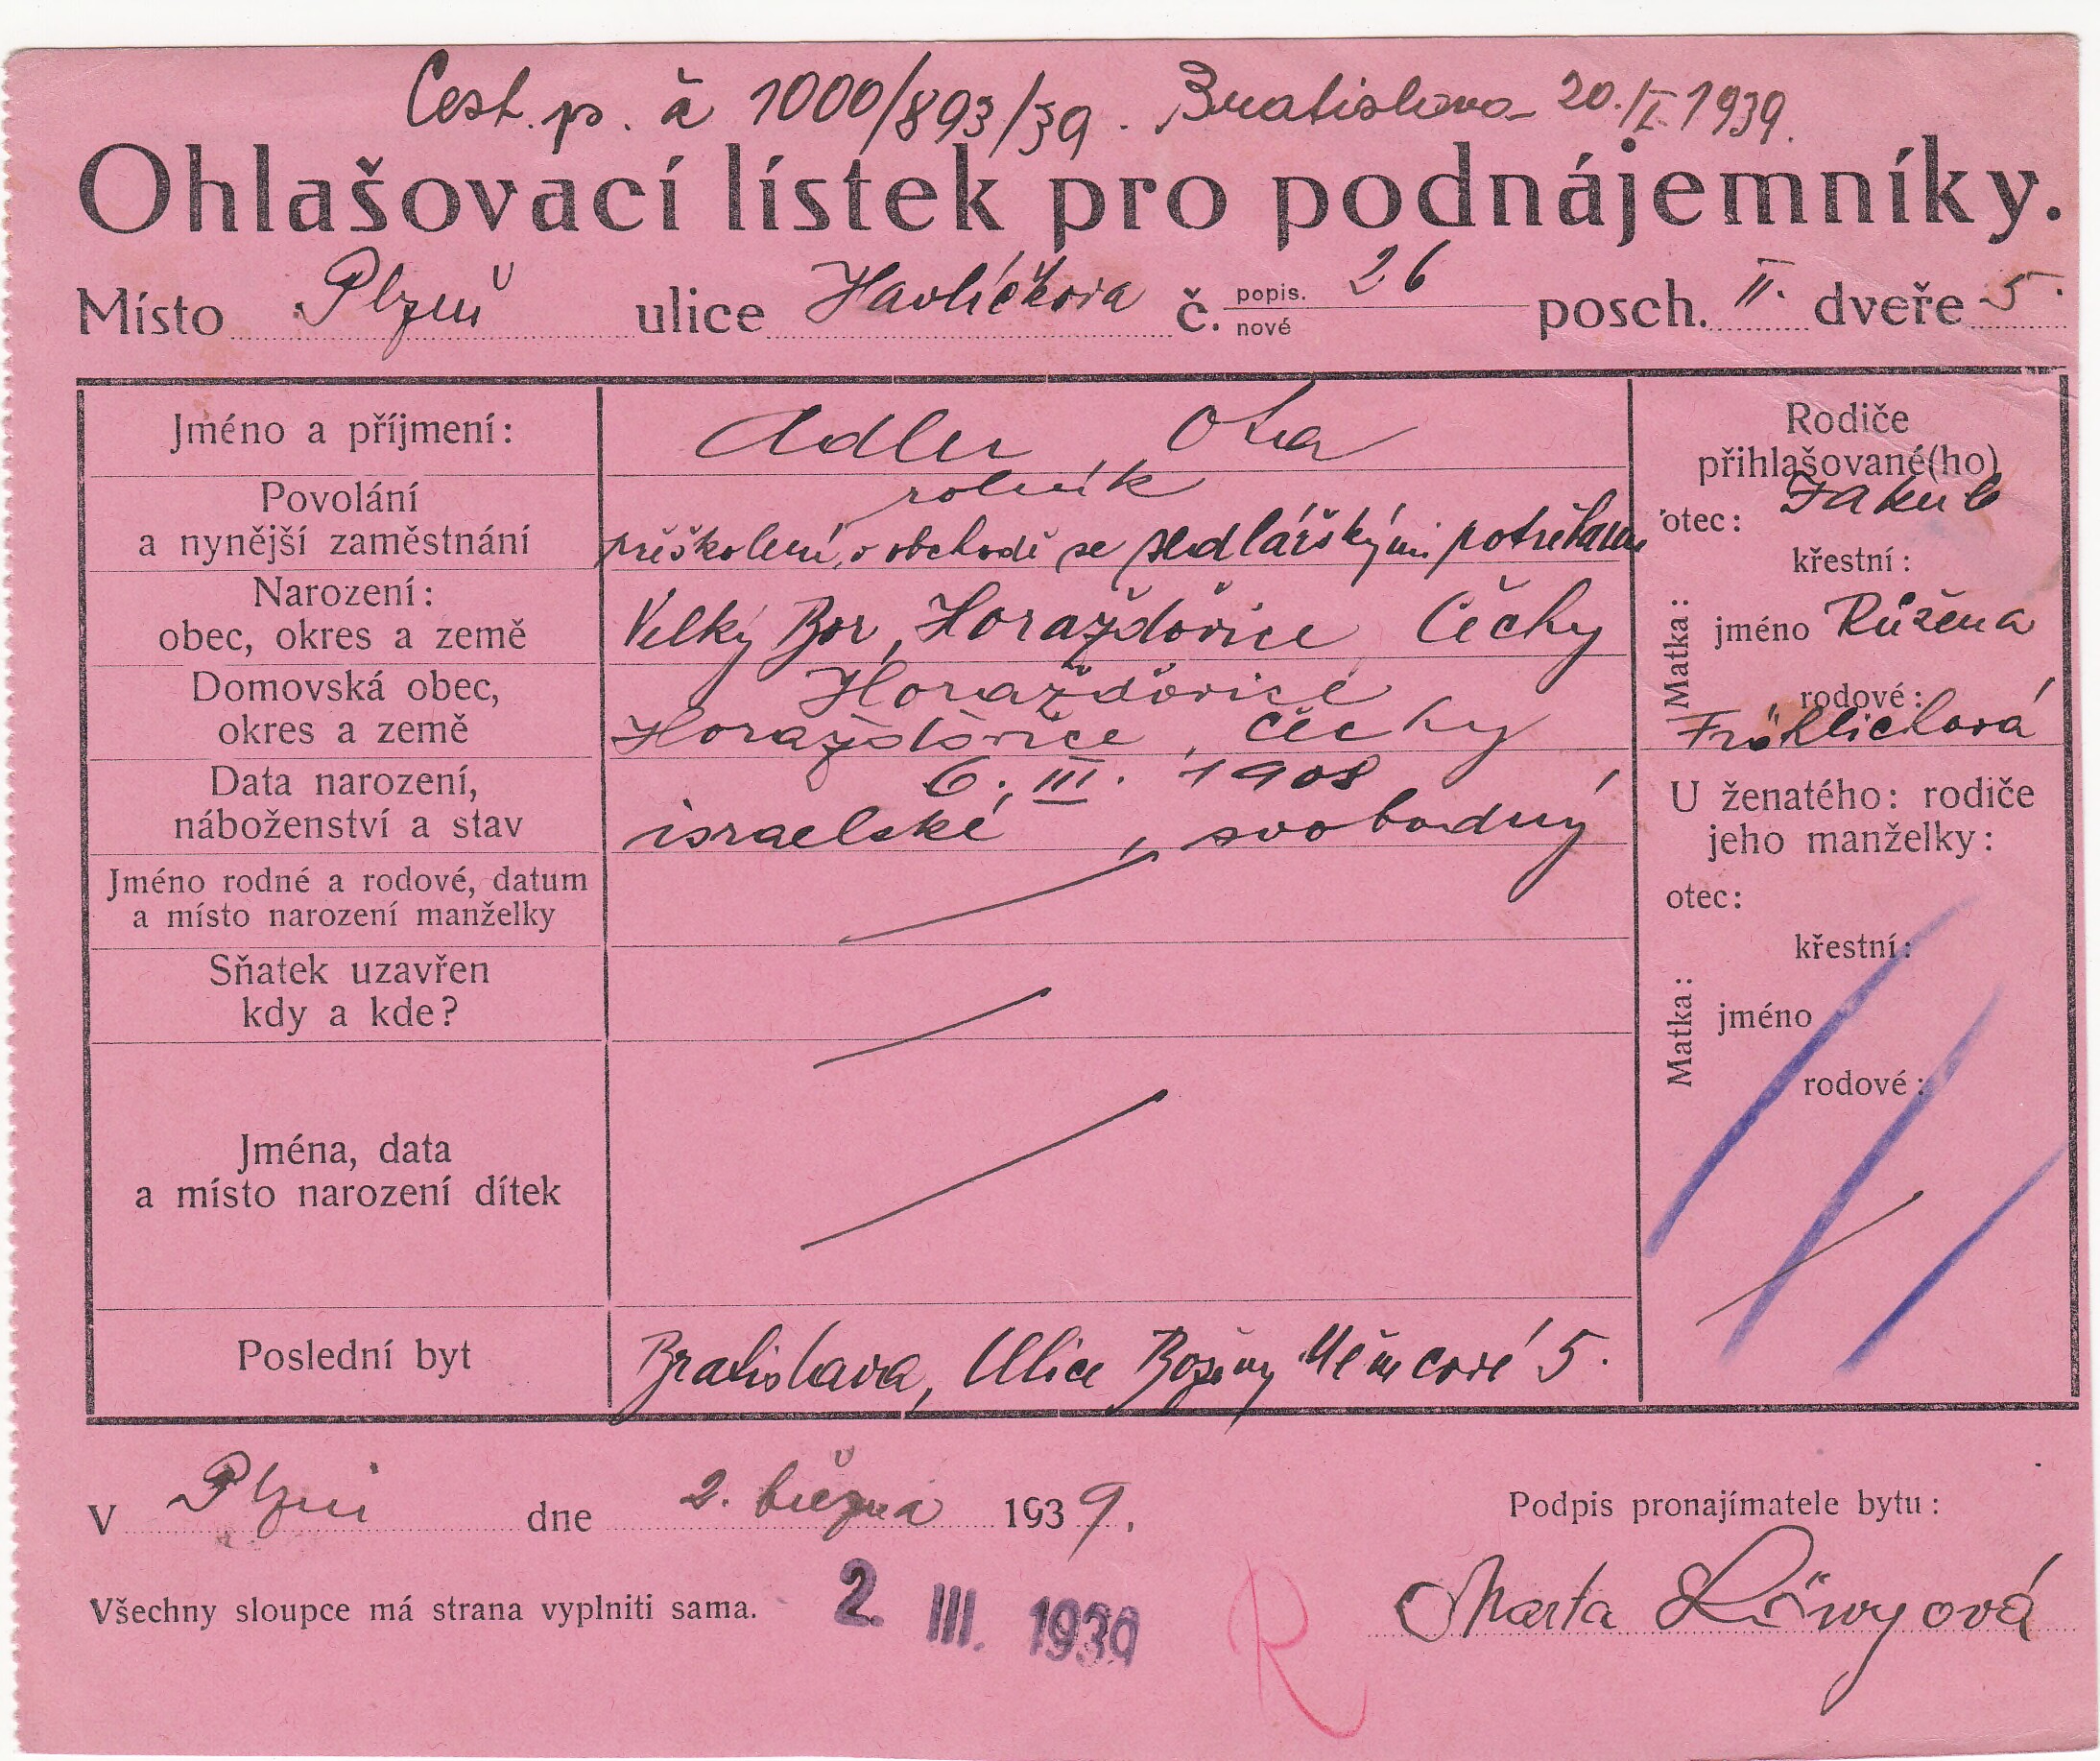 Cest. p. č 1000/893/39. Bratislava 20./I. 1939.
Ohlašovací lístek pro podnájemníky.
Místo Plzeň ulice Havlíčkova č. popis. nové 26 posch. II. dveře 5.
Jméno a příjmení: Adler, Ota
Povolání a nynější zaměstnání
rolník
přeškolení v obchodě se sedlářskými potřebami
Narození:
obec, okres a země
Velký Bor, Horažďovice, Čechy
Domovská obec,
okres a země
Horažďovice
Horažďovice, Čechy
Data narození,
náboženství a stav
6. III. 1908
israelské, svobodný
Jméno rodné a rodové, datum
a místo narození manželky
Sňatek uzavřen
kdy a kde?
Jména, data
a místo narození dítek
Poslední byt
Bratislava, Ulice Boženy Němcové 5.
Rodiče
přihlašované(ho)
otec: Jakub
Matka:
křestní:
jméno Růžena
rodové:
Fröhlichová
U ženatého: rodiče
jeho manželky:
otec:
Matka:
křestní:
jméno
rodové:
V Plzni dne 2. března 1939.
Podpis pronajímatele bytu:
Všechny sloupce má strana vyplniti sama.
2. III. 1939
R
Marta Löwyová